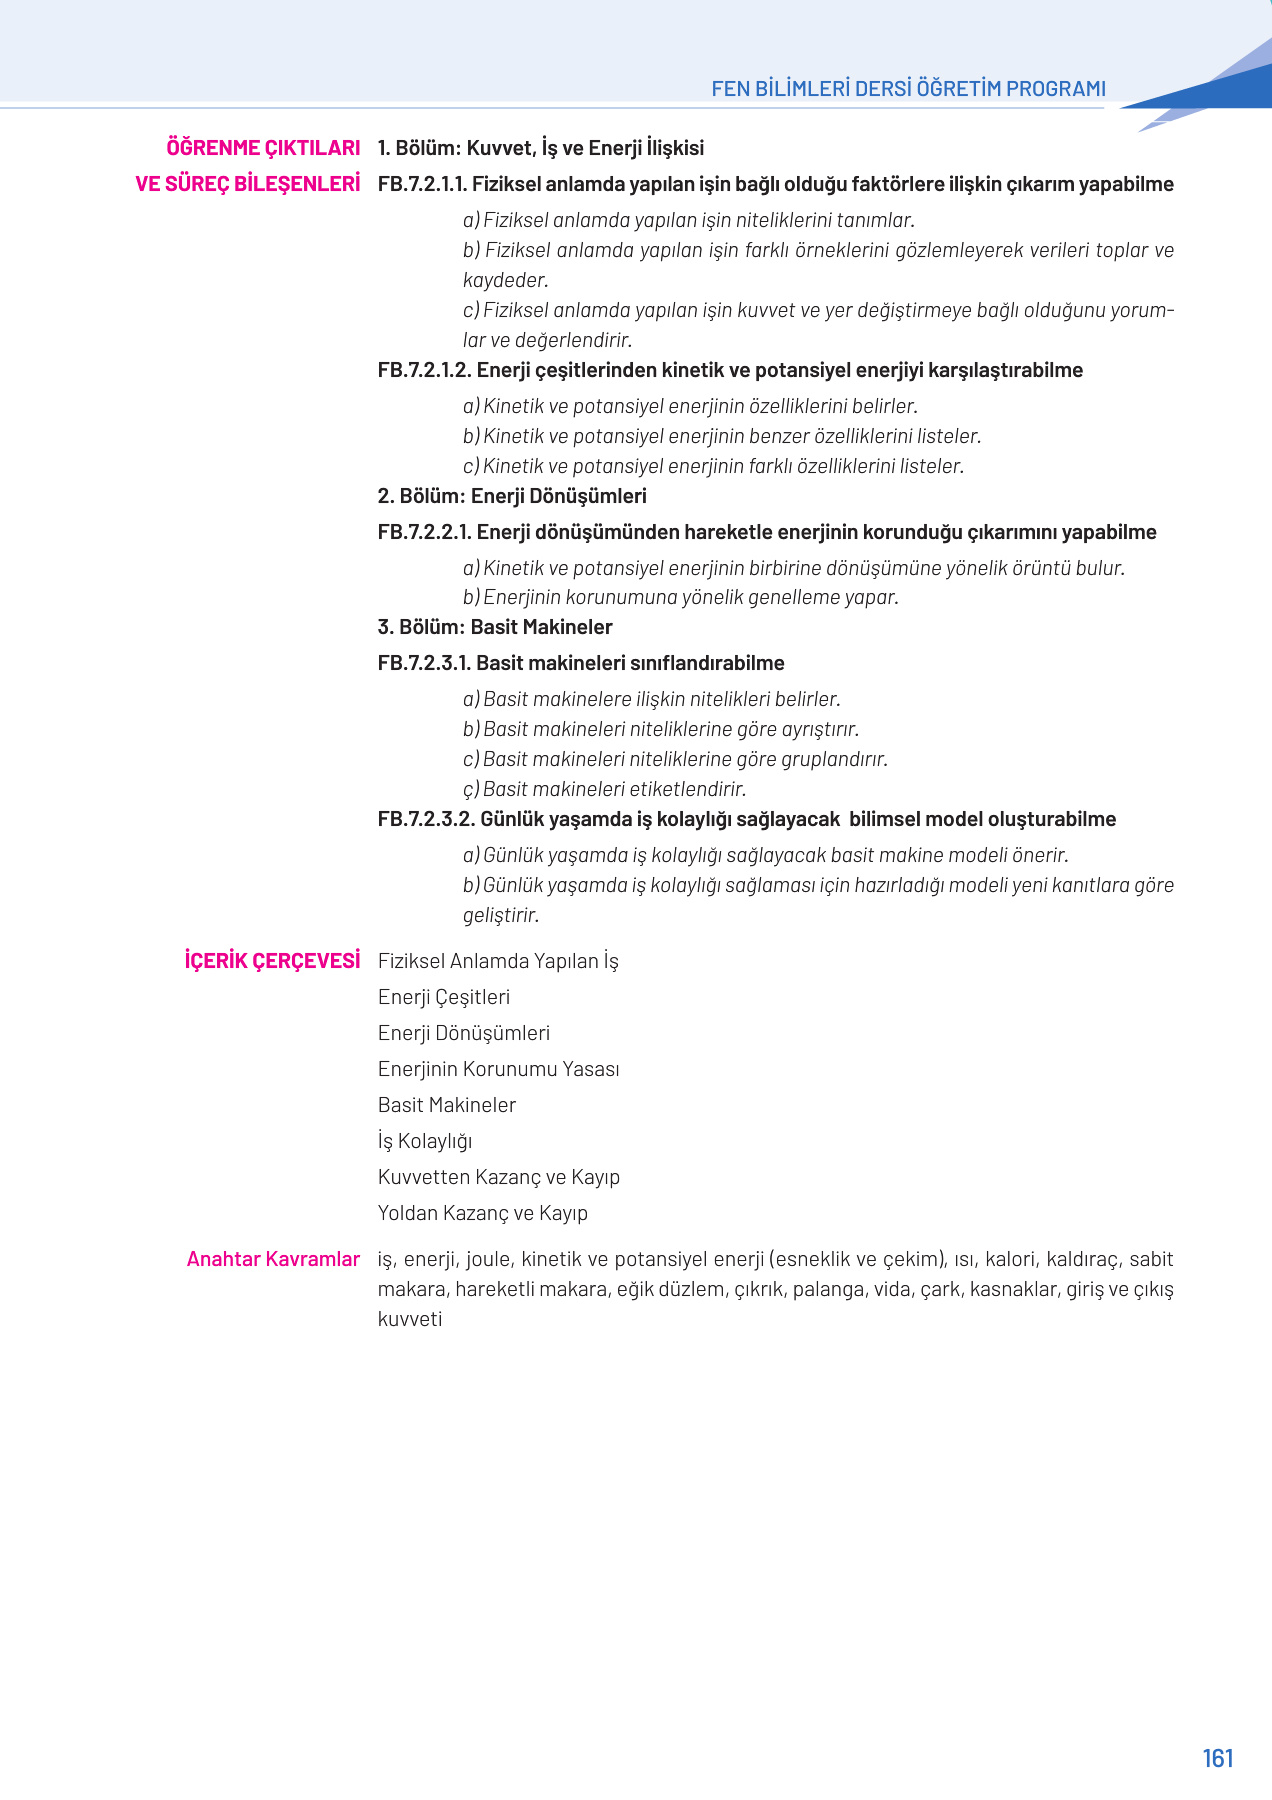 FEN BİLİMLERİ DERSİ ÖĞRETİM PROGRAMI
ÖĞRENME ÇIKTILARI
VE SÜREÇ BİLEŞENLERİ
1. Bölüm: Kuvvet, İş ve Enerji İlişkisi
FB.7.2.1.1. Fiziksel anlamda yapılan işin bağlı olduğu faktörlere ilişkin çıkarım yapabilme
a) Fiziksel anlamda yapılan işin niteliklerini tanımlar.
b) Fiziksel anlamda yapılan işin farklı örneklerini gözlemleyerek verileri toplar ve
kaydeder.
c) Fiziksel anlamda yapılan işin kuvvet ve yer değiştirmeye bağlı olduğunu yorum-
lar ve değerlendirir.
FB.7.2.1.2. Enerji çeşitlerinden kinetik ve potansiyel enerjiyi karşılaştırabilme
a) Kinetik ve potansiyel enerjinin özelliklerini belirler.
b) Kinetik ve potansiyel enerjinin benzer özelliklerini listeler.
c) Kinetik ve potansiyel enerjinin farklı özelliklerini listeler.
2. Bölüm: Enerji Dönüşümleri
FB.7.2.2.1. Enerji dönüşümünden hareketle enerjinin korunduğu çıkarımını yapabilme
a) Kinetik ve potansiyel enerjinin birbirine dönüşümüne yönelik örüntü bulur.
b) Enerjinin korunumuna yönelik genelleme yapar.
3. Bölüm: Basit Makineler
FB.7.2.3.1. Basit makineleri sınıflandırabilme
a) Basit makinelere ilişkin nitelikleri belirler.
b) Basit makineleri niteliklerine göre ayrıştırır.
c) Basit makineleri niteliklerine göre gruplandırır.
ç) Basit makineleri etiketlendirir.
FB.7.2.3.2. Günlük yaşamda iş kolaylığı sağlayacak  bilimsel model oluşturabilme
a) Günlük yaşamda iş kolaylığı sağlayacak basit makine modeli önerir.
b) Günlük yaşamda iş kolaylığı sağlaması için hazırladığı modeli yeni kanıtlara göre
geliştirir.
İÇERİK ÇERÇEVESİ
Fiziksel Anlamda Yapılan İş
Enerji Çeşitleri
Enerji Dönüşümleri
Enerjinin Korunumu Yasası
Basit Makineler
İş Kolaylığı
Kuvvetten Kazanç ve Kayıp
Yoldan Kazanç ve Kayıp
Anahtar Kavramlar
iş, enerji, joule, kinetik ve potansiyel enerji (esneklik ve çekim), ısı, kalori, kaldıraç, sabit
makara, hareketli makara, eğik düzlem, çıkrık, palanga, vida, çark, kasnaklar, giriş ve çıkış
kuvveti
161